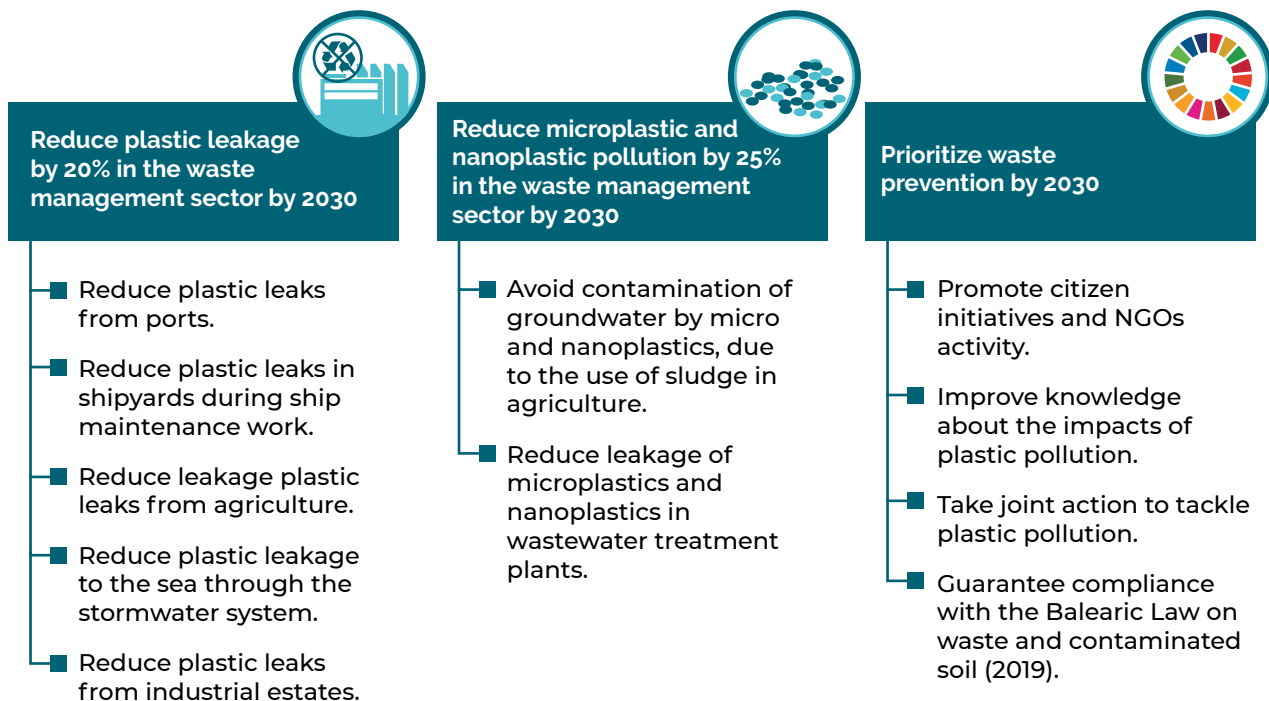 Reduce plastic leakage
by 20% in the waste
management sector by 2030
Reduce plastic leaks
from ports.
Reduce plastic leaks in
shipyards during ship
maintenance work.
Reduce leakage plastic
leaks from agriculture.
Reduce plastic leakage
to the sea through the
stormwater system.
Reduce plastic leaks
from industrial estates.
Reduce microplastic and
nanoplastic pollution by 25%
in the waste management
sector by 2030
Avoid contamination of
groundwater by micro
and nanoplastics, due
to the use of sludge in
agriculture.
Reduce leakage of
microplastics and
nanoplastics in
wastewater treatment
plants.
Prioritize waste
prevention by 2030
Promote citizen
initiatives and NGOs
activity.
Improve knowledge
about the impacts of
plastic pollution.
Take joint action to tackle
plastic pollution.
Guarantee compliance
with the Balearic Law on
waste and contaminated
soil (2019).